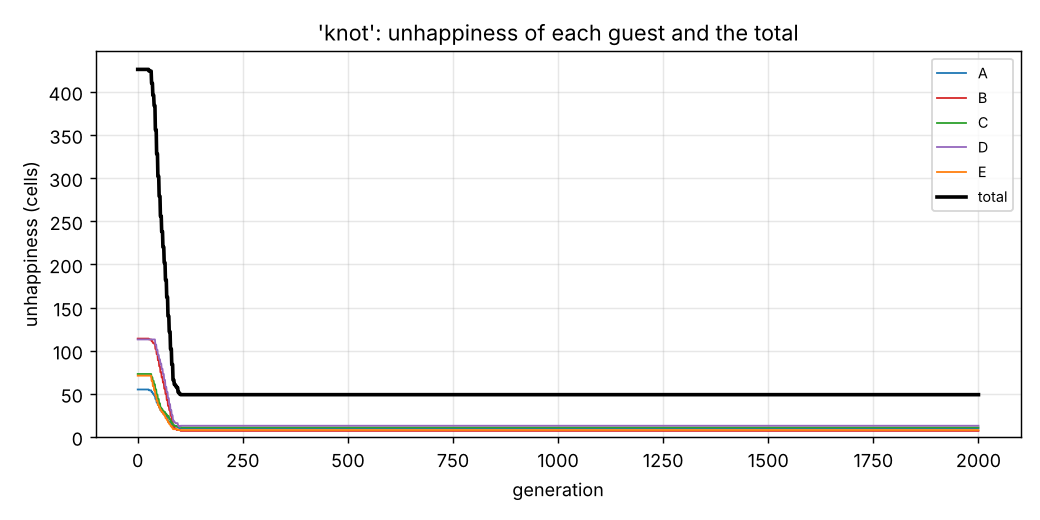 'knot': unhappiness of each guest and the total
unhappiness (cells)
400
350
300
250
200
150
100
50
0
A
B
C
D
E
total
0 250 500 750 1000 1250 1500 1750 2000
generation